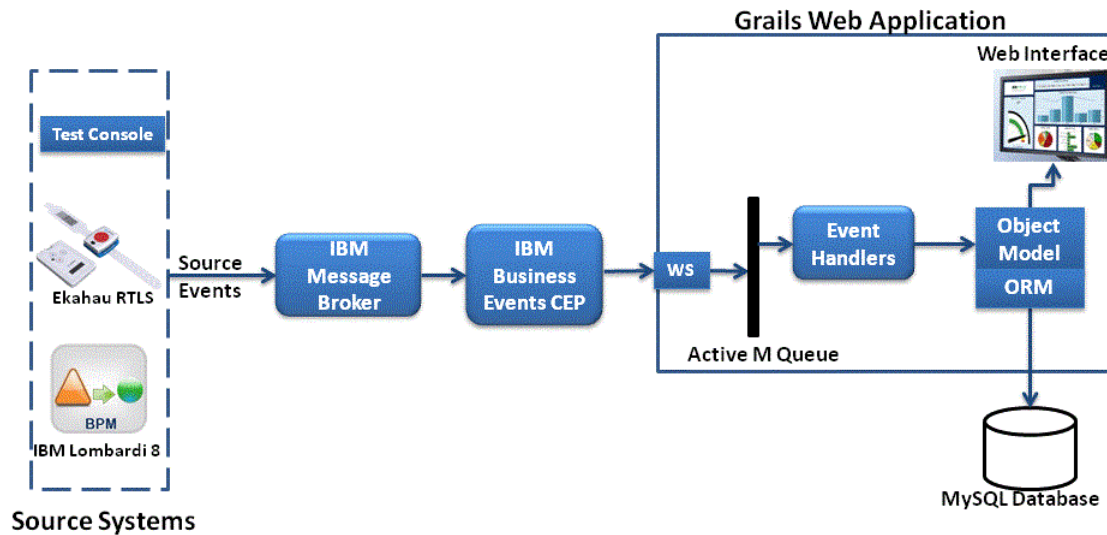 Grails Web Application
Web Interface
Test Console
Ekahau RTLS
Source
Events
IBM
Message
Broker
IBM
Business
Events CEP
WS
Active M Queue
Event
Handlers
Object
Model
ORM
BPM
IBM Lombardi 8
MySQL Database
Source Systems